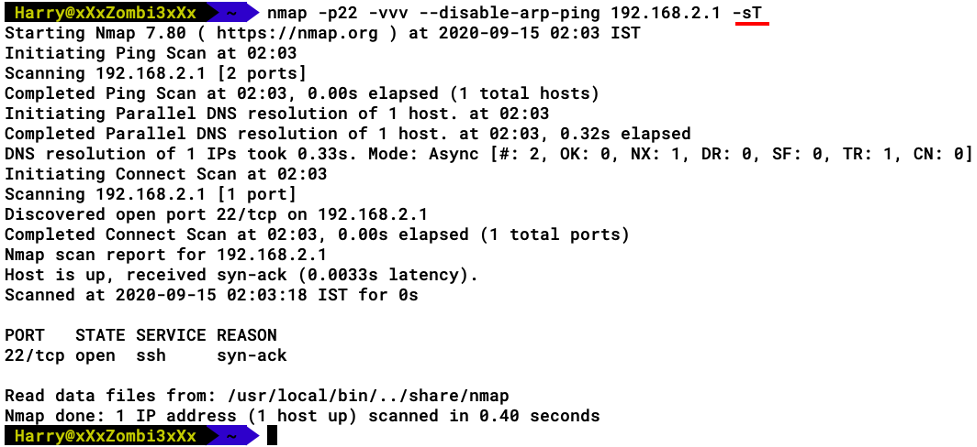 Harry@xXxZombi3xXx ~ nmap -p22 -vvv --disable-arp-ping 192.168.2.1 -sT
Starting Nmap 7.80 ( https://nmap.org ) at 2020-09-15 02:03 IST
Initiating Ping Scan at 02:03
Scanning 192.168.2.1 [2 ports]
Completed Ping Scan at 02:03, 0.00s elapsed (1 total hosts)
Initiating Parallel DNS resolution of 1 host. at 02:03
Completed Parallel DNS resolution of 1 host. at 02:03, 0.32s elapsed
DNS resolution of 1 IPs took 0.33s. Mode: Async [#: 2, OK: 0, NX: 1, DR: 0, SF: 0, TR: 1, CN: 0]
Initiating Connect Scan at 02:03
Scanning 192.168.2.1 [1 port]
Discovered open port 22/tcp on 192.168.2.1
Completed Connect Scan at 02:03, 0.00s elapsed (1 total ports)
Nmap scan report for 192.168.2.1
Host is up, received syn-ack (0.0033s latency).
Scanned at 2020-09-15 02:03:18 IST for 0s
PORT   STATE SERVICE REASON
22/tcp open  ssh     syn-ack
Read data files from: /usr/local/bin/../share/nmap
Nmap done: 1 IP address (1 host up) scanned in 0.40 seconds
Harry@xXxZombi3xXx ~